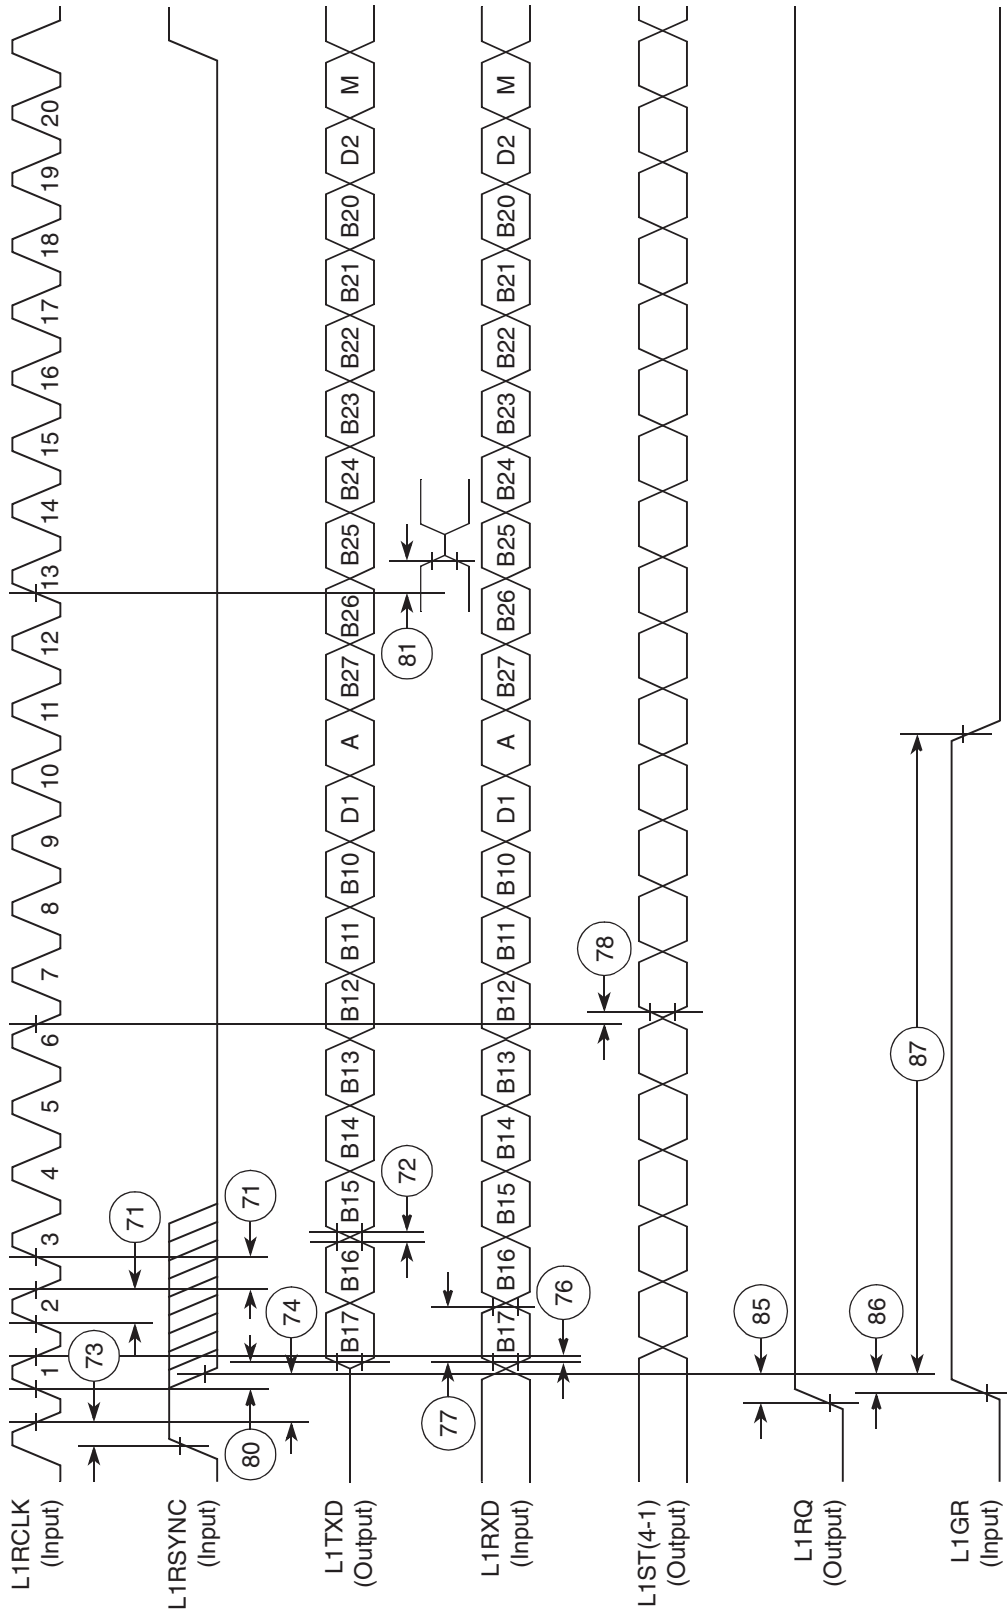 L1RCLK
(Input)
1 2 3 4 5 6 7 8 9 10 11 12 13 14 15 16 17 18 19 20
73
71
L1RSYNC
(Input)
80
74
71
L1TXD
(Output)
B17 B16 B15 B14 B13 B12 B11 B10 D1 A B27 B26 B25 B24 B23 B22 B21 B20 D2 M
72
81
L1RXD
(Input)
77
B17 B16 B15 B14 B13 B12 B11 B10 D1 A B27 B26 B25 B24 B23 B22 B21 B20 D2 M
76
78
L1ST(4-1)
(Output)
85
L1RQ
(Output)
86
87
L1GR
(Input)